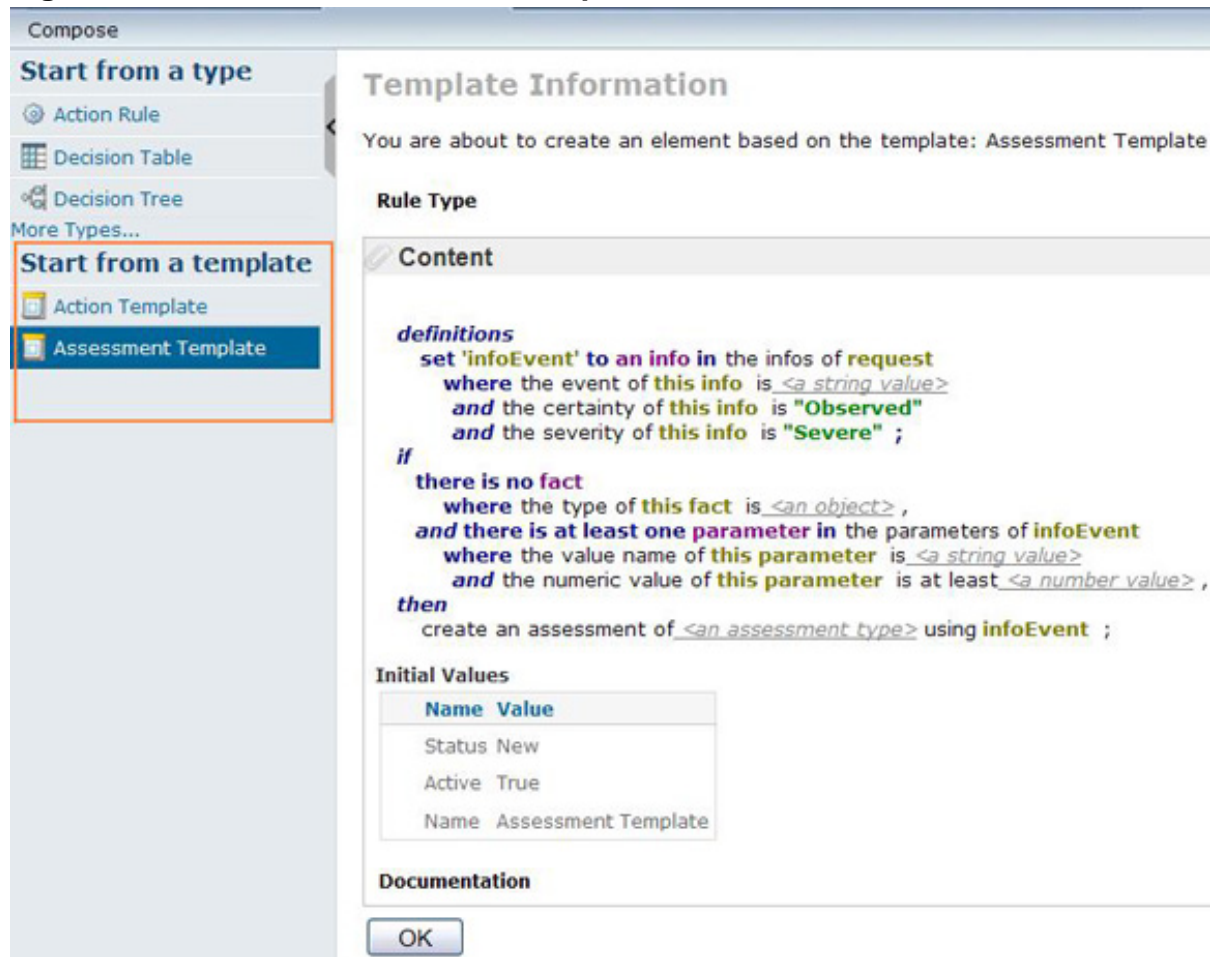 Compose
Start from a type
Action Rule
Decision Table
Decision Tree
More Types...
Start from a template
Action Template
Assessment Template
Template Information
You are about to create an element based on the template: Assessment Template
Rule Type
Content
definitions
set 'infoEvent' to an info in the infos of request
where the event of this info is <a string value>
and the certainty of this info is "Observed"
and the severity of this info is "Severe" ;
if
there is no fact
where the type of this fact is <an object> ,
and there is at least one parameter in the parameters of infoEvent
where the value name of this parameter is <a string value>
and the numeric value of this parameter is at least <a number value> ,
then
create an assessment of <an assessment type> using infoEvent ;
Initial Values
Name Value
Status New
Active True
Name Assessment Template
Documentation
OK